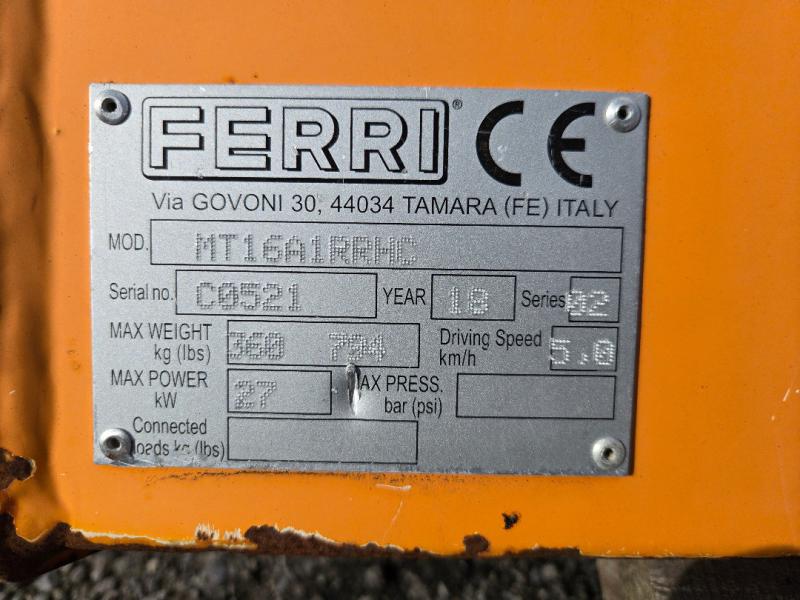 FERRI® CE
Via GOVONI 30, 44034 TAMARA (FE) ITALY
MOD. MT16A1RRHC
Serial no. C0521 YEAR 18 Series 02
MAX WEIGHT kg (lbs) 360 794 Driving Speed km/h 5,0
MAX POWER kW 27 MAX PRESS. bar (psi)
Connected loads kg (lbs)